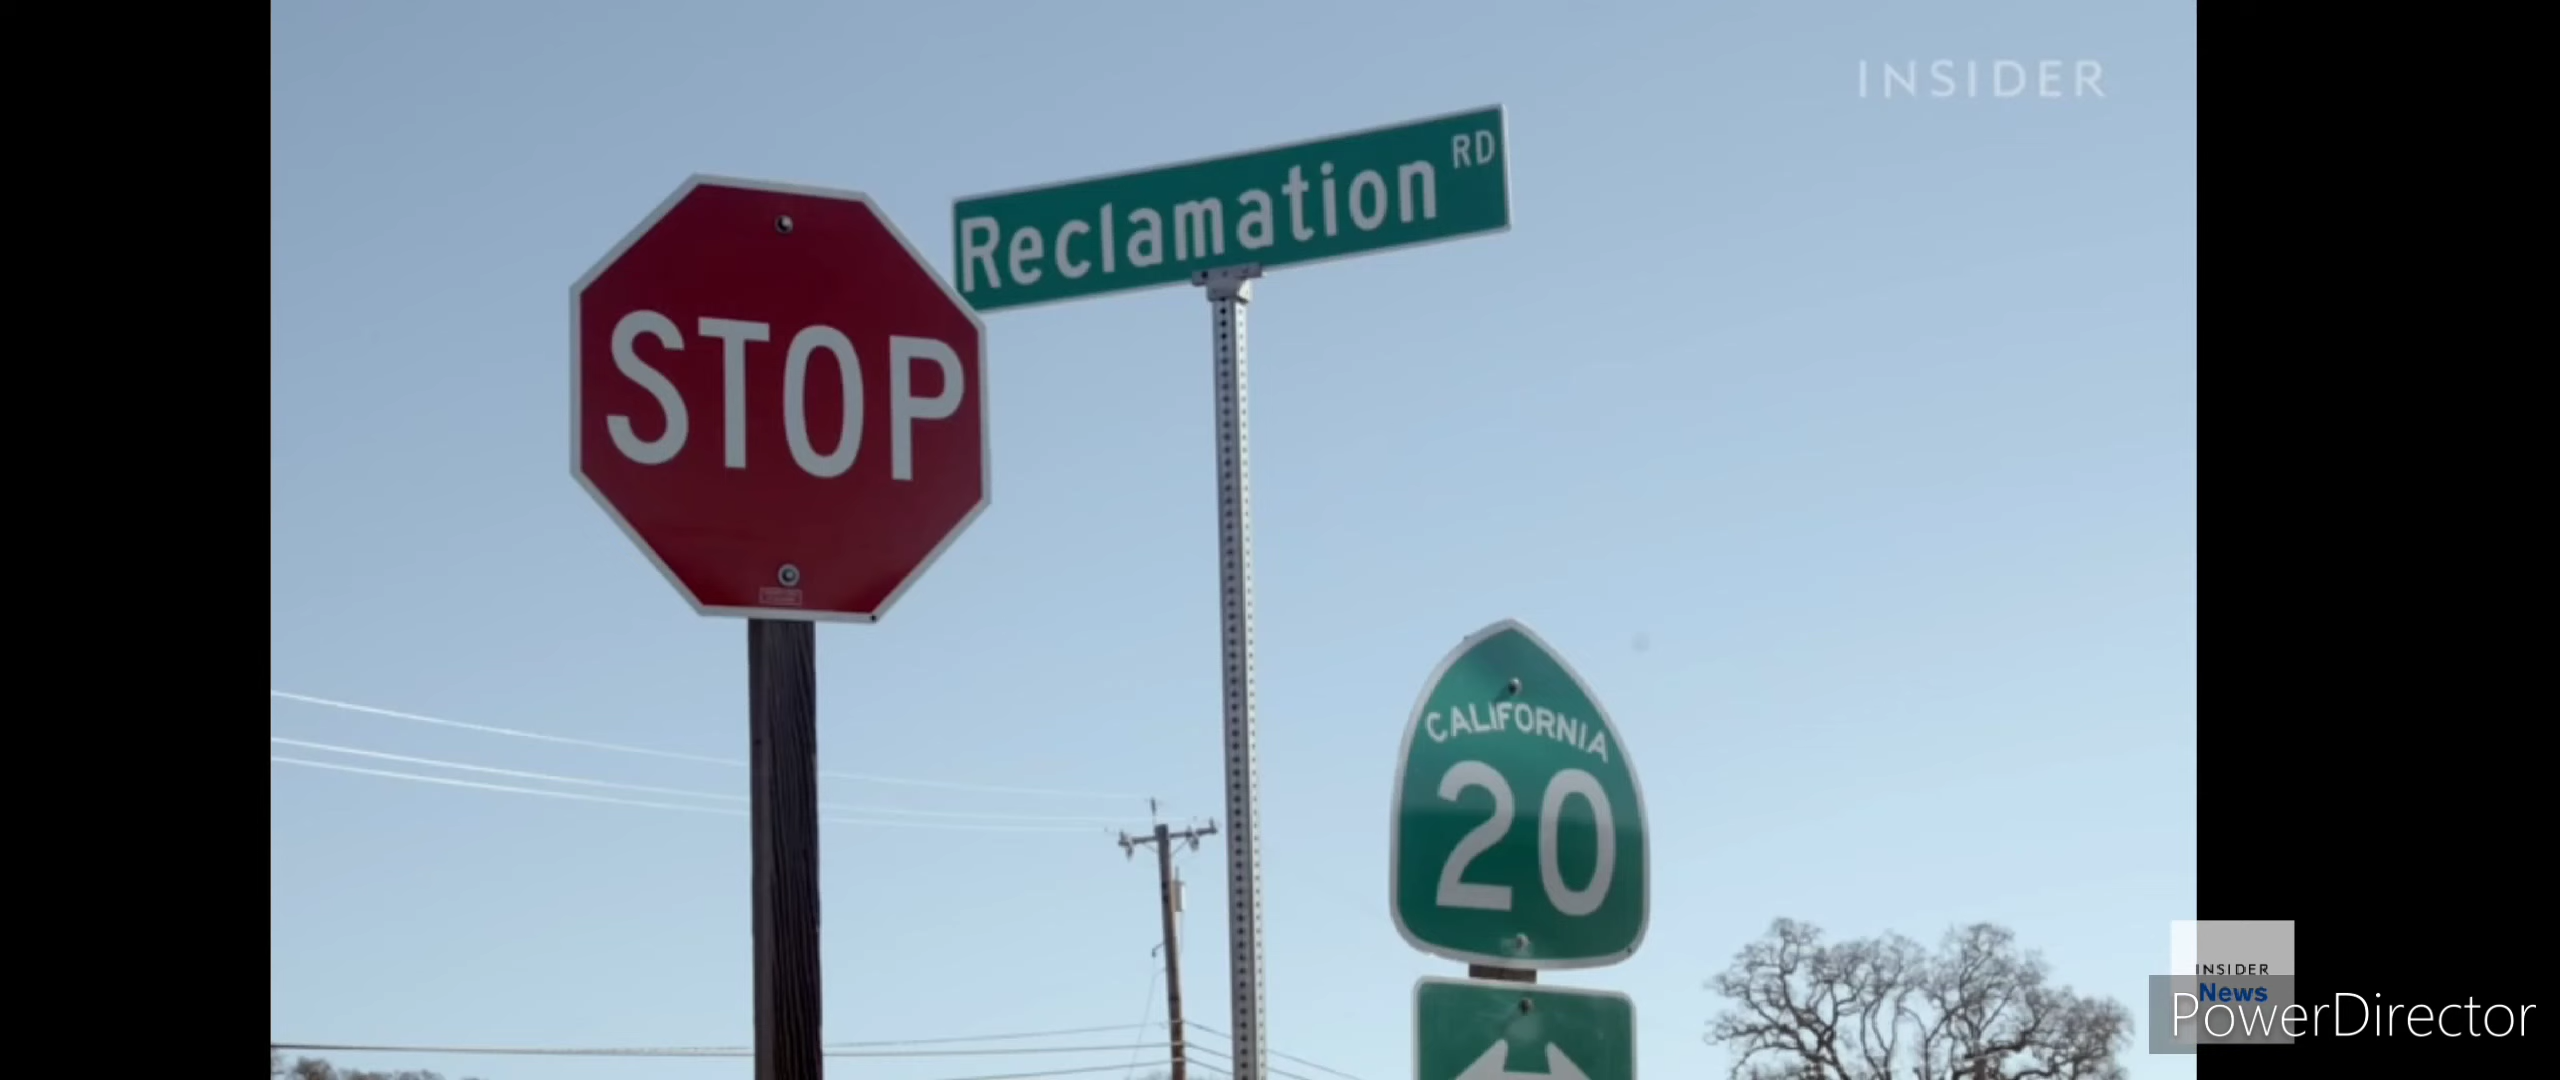 INSIDER
Reclamation RD
STOP
CALIFORNIA
20
INSIDER
News
PowerDirector